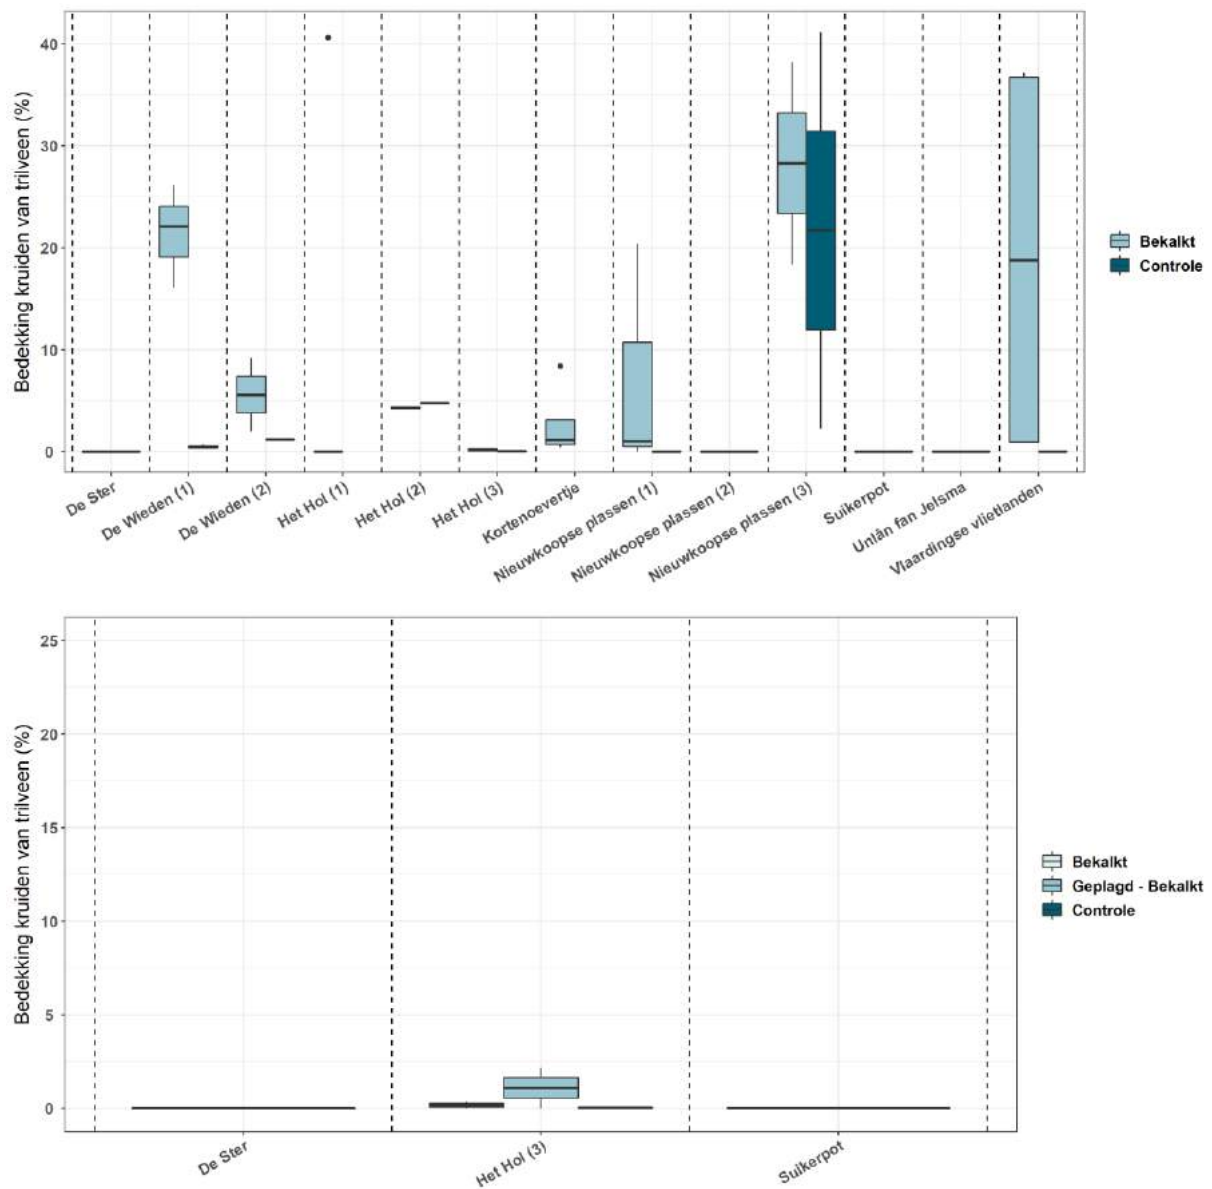 Bedekking kruiden van trilveen (%)
40
30
20
10
0
De Ster
De Wieden (1)
De Wieden (2)
Het Hol (1)
Het Hol (2)
Het Hol (3)
Kortenoevertje
Nieuwkoopse plassen (1)
Nieuwkoopse plassen (2)
Nieuwkoopse plassen (3)
Suikerpot
Unlân fan Jelsma
Vlaardingse vlietlanden
Bekalkt
Controle
Bedekking kruiden van trilveen (%)
25
20
15
10
5
0
De Ster
Het Hol (3)
Suikerpot
Bekalkt
Geplagd - Bekalkt
Controle